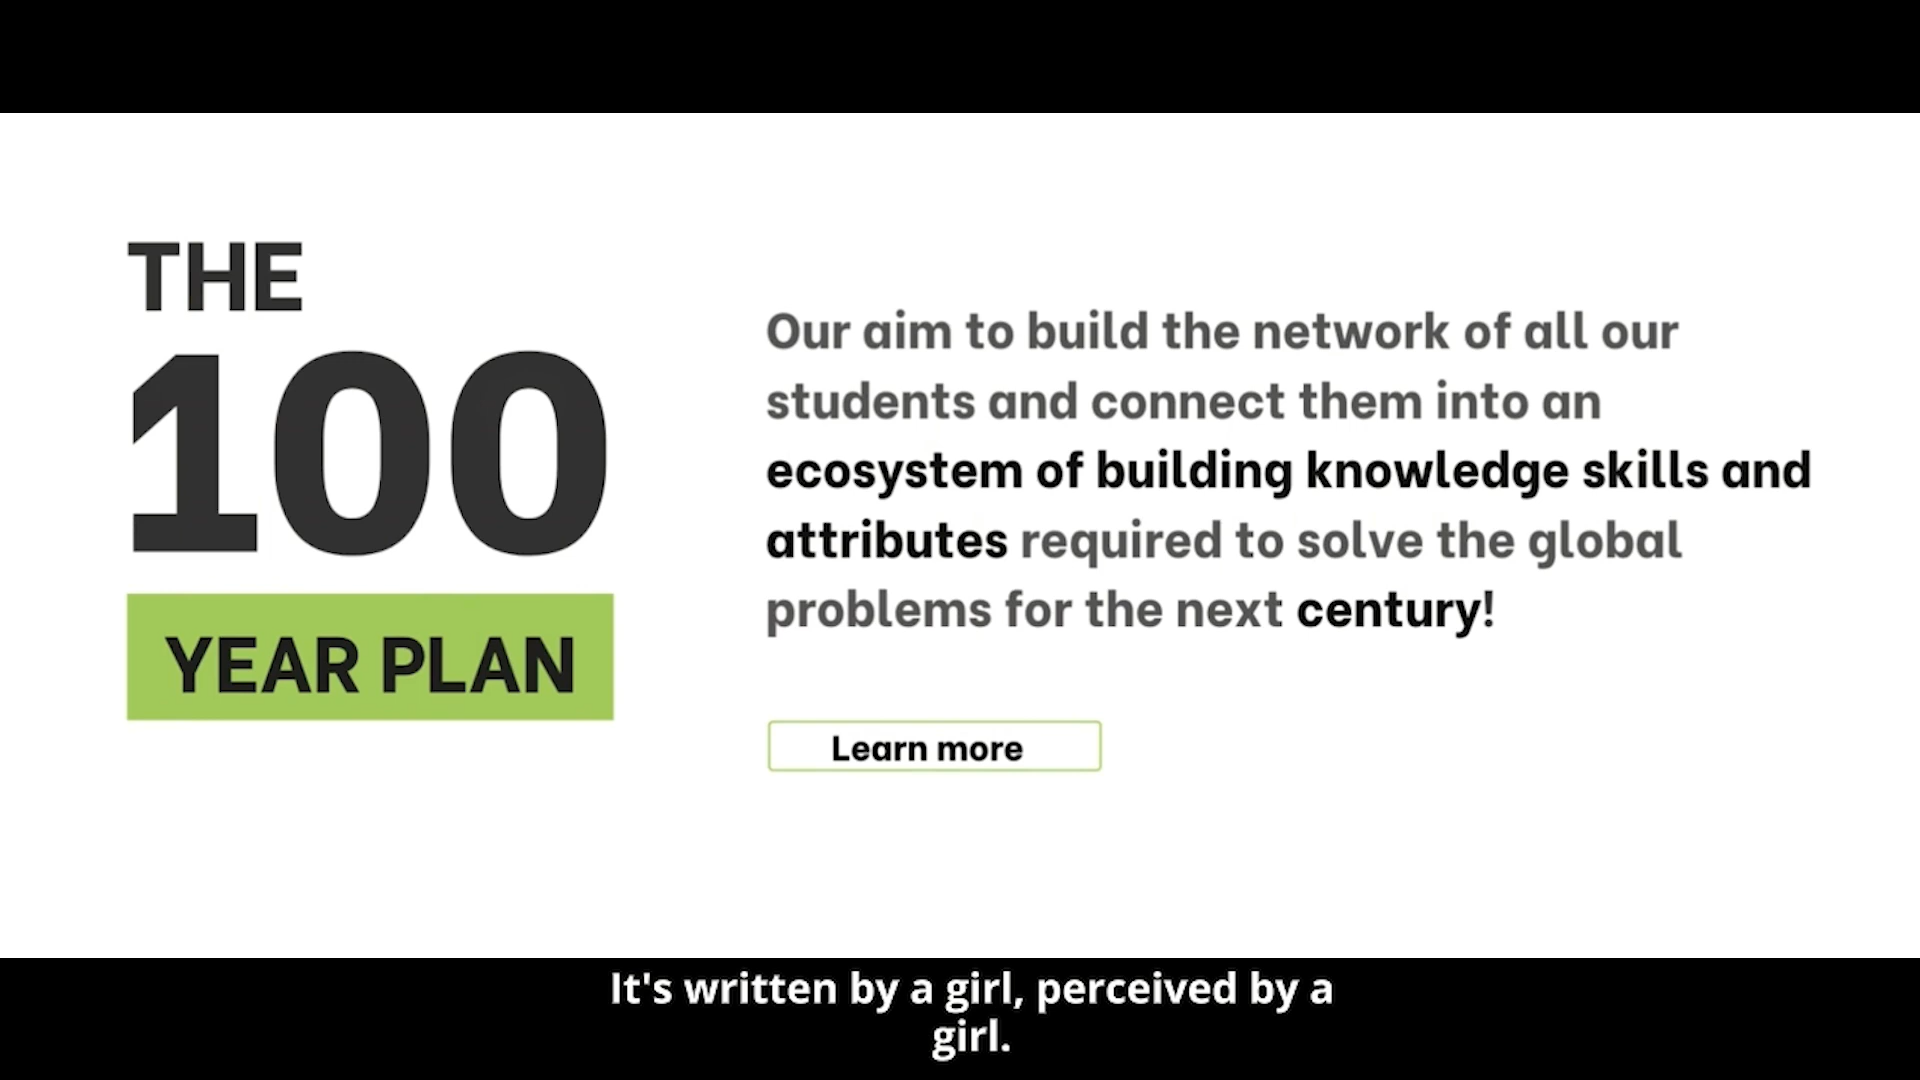 THE
100
YEAR PLAN
Our aim to build the network of all our
students and connect them into an
ecosystem of building knowledge skills and
attributes required to solve the global
problems for the next century!
Learn more
It's written by a girl, perceived by a
girl.